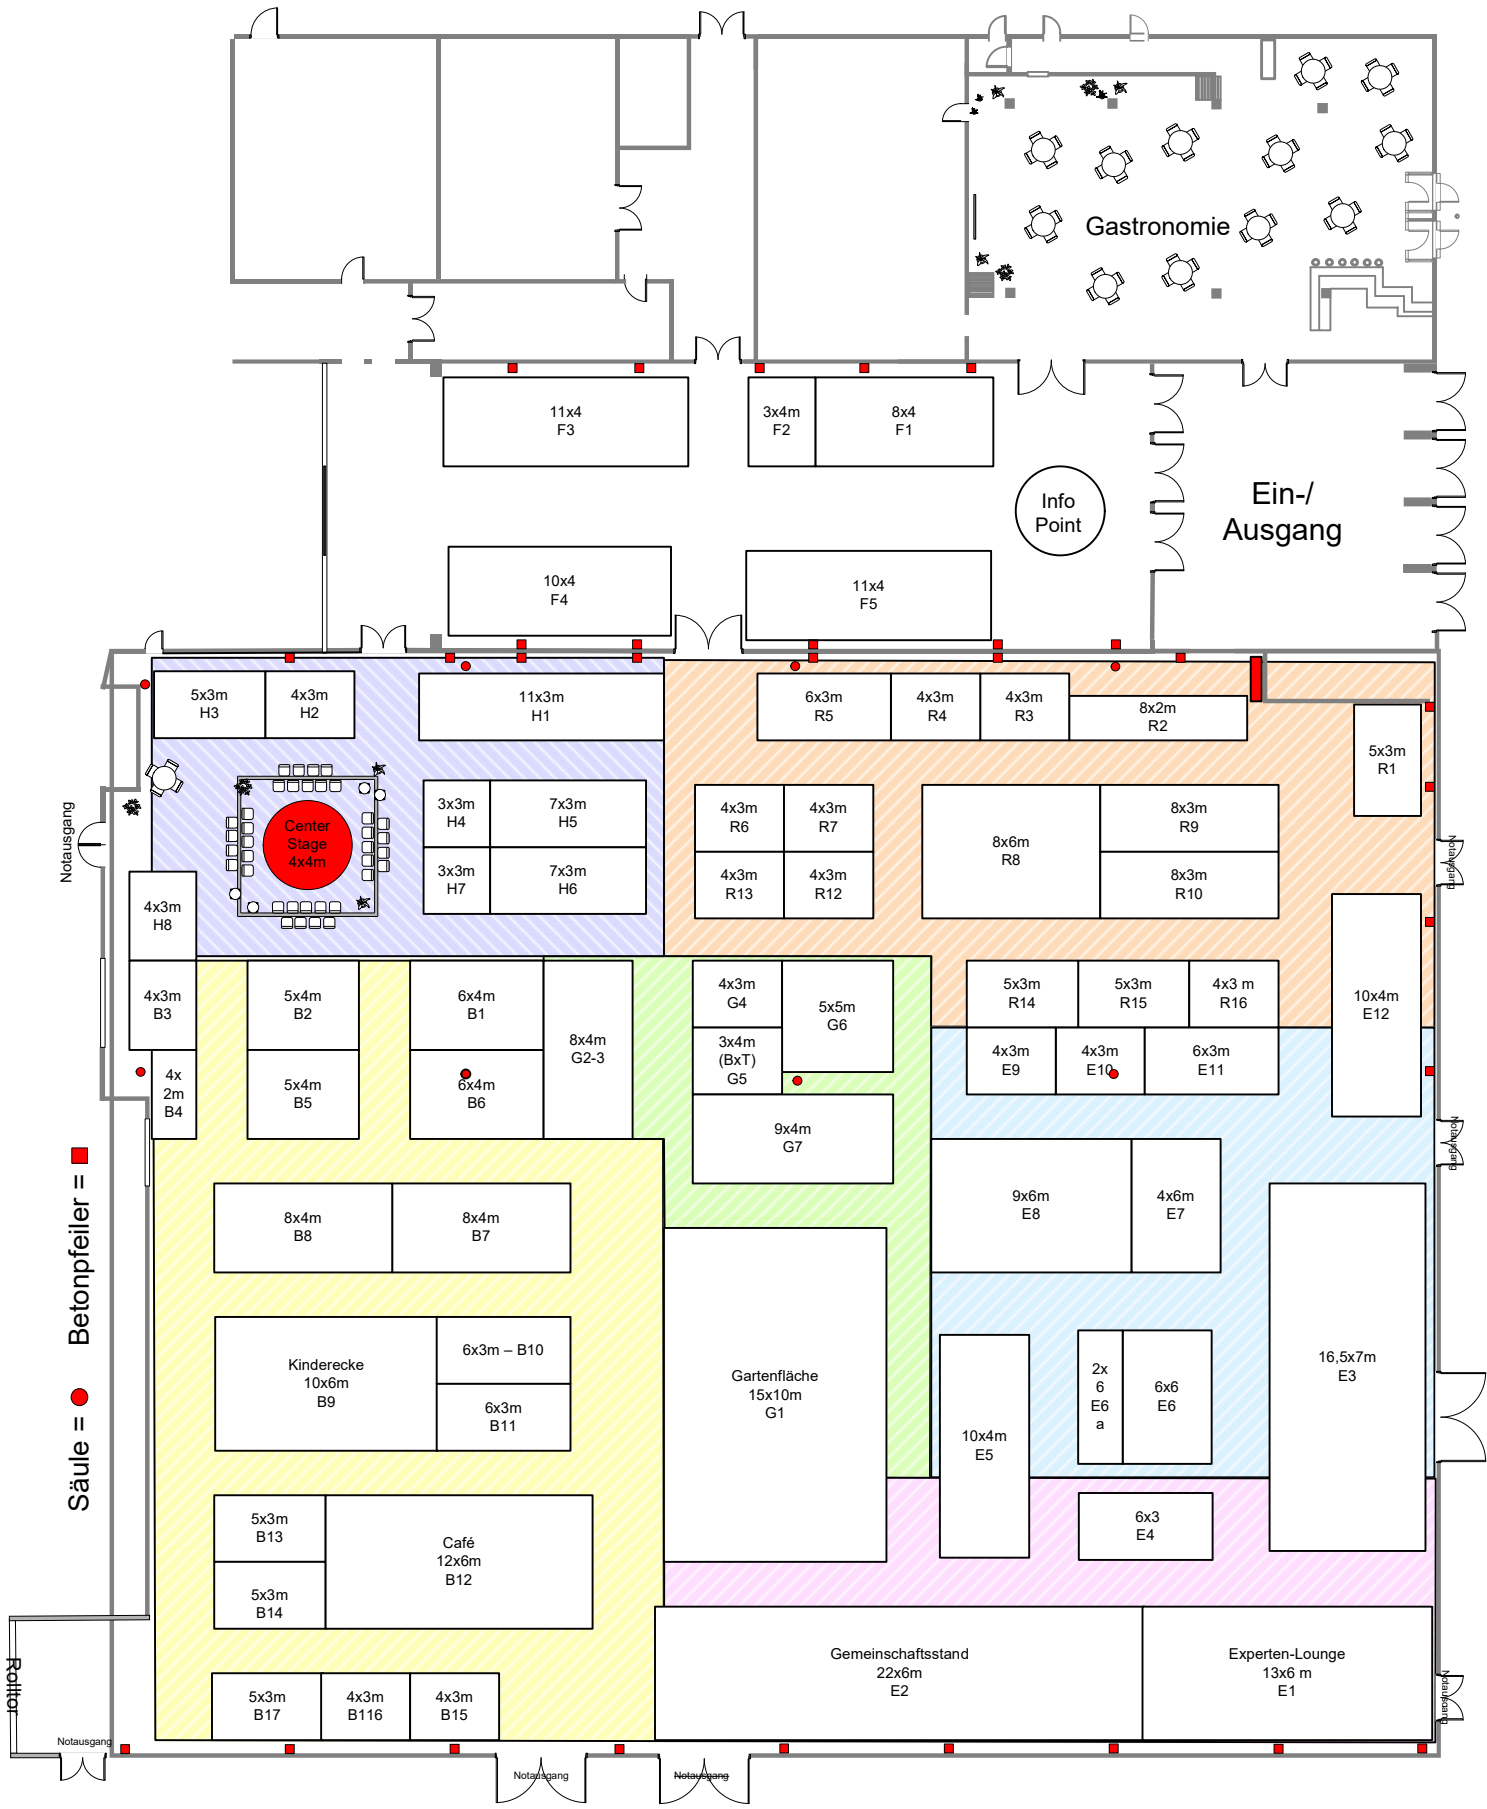 Gastronomie
11x4
F3
3x4m
F2
8x4
F1
Info
Point
Ein-/
Ausgang
10x4
F4
11x4
F5
5x3m
H3
4x3m
H2
11x3m
H1
6x3m
R5
4x3m
R4
4x3m
R3
8x2m
R2
5x3m
R1
Notausgang
Center
Stage
4x4m
3x3m
H4
7x3m
H5
3x3m
H7
7x3m
H6
4x3m
R6
4x3m
R7
4x3m
R13
4x3m
R12
8x6m
R8
8x3m
R9
8x3m
R10
Notausgang
4x3m
H8
4x3m
B3
4x
2m
B4
5x4m
B2
5x4m
B5
6x4m
B1
6x4m
B6
8x4m
G2-3
4x3m
G4
3x4m
(BxT)
G5
5x5m
G6
9x4m
G7
5x3m
R14
5x3m
R15
4x3 m
R16
10x4m
E12
4x3m
E9
4x3m
E10
6x3m
E11
Notausgang
Säule = Betonpfeiler =
8x4m
B8
8x4m
B7
9x6m
E8
4x6m
E7
16,5x7m
E3
Kinderecke
10x6m
B9
6x3m – B10
6x3m
B11
Gartenfläche
15x10m
G1
10x4m
E5
2x
6
E6
a
6x6
E6
5x3m
B13
5x3m
B14
Café
12x6m
B12
6x3
E4
Rolltor
5x3m
B17
4x3m
B116
4x3m
B15
Gemeinschaftsstand
22x6m
E2
Experten-Lounge
13x6 m
E1
Notausgang
Notausgang
Notausgang
Notausgang